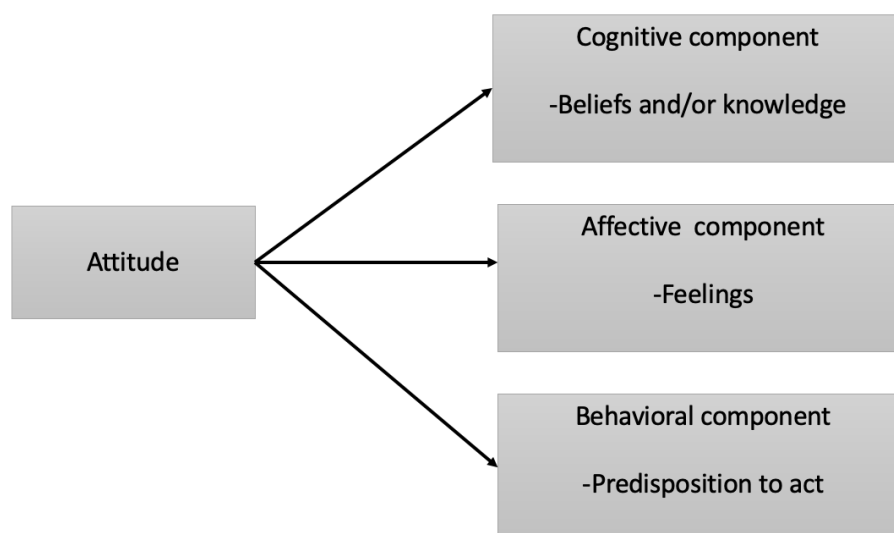 Cognitive component
-Beliefs and/or knowledge
Attitude
Affective component
-Feelings
Behavioral component
-Predisposition to act